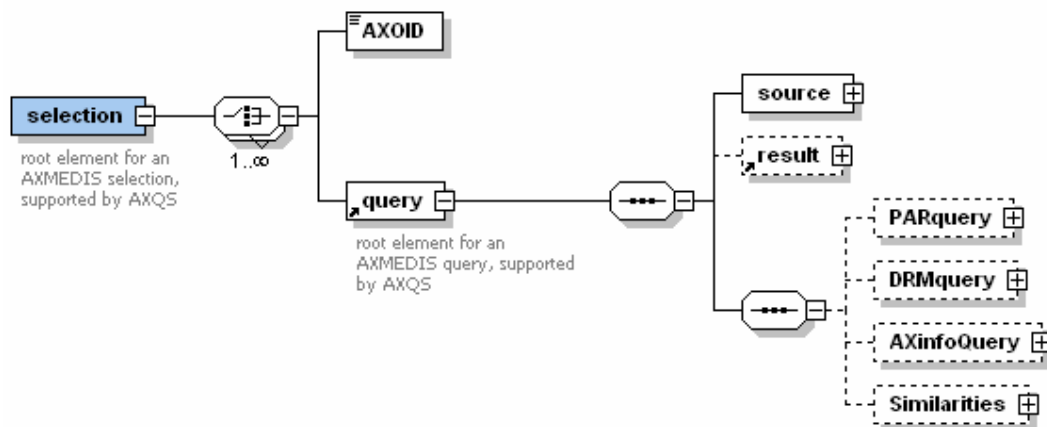 AXOID
selection
1..∞
root element for an
AXMEDIS selection,
supported by AXQS
query
root element for an
AXMEDIS query, supported
by AXQS
source
result
PARquery
DRMquery
AXinfoQuery
Similarities